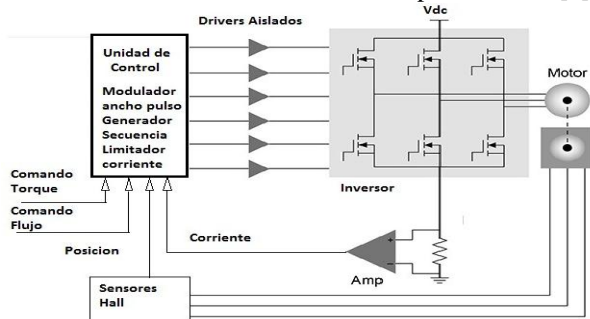 Drivers Aislados
Vdc
Unidad de
Control
Modulador
ancho pulso
Generador
Secuencia
Limitador
corriente
Motor
Inversor
Comando
Torque
Comando
Flujo
Posicion
Corriente
+
-
Amp
Sensores
Hall